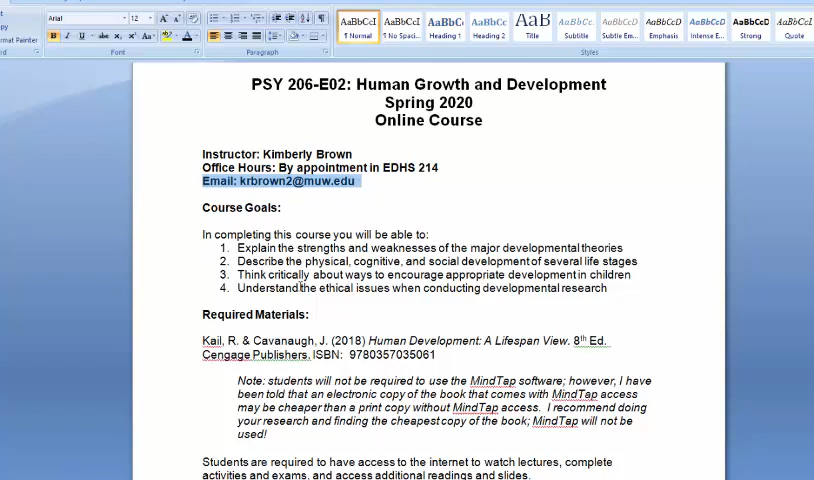 Arial
12
Format Painter
Font
Paragraph
Styles
AaBbCcI
¶ Normal
AaBbCcI
¶ No Spaci...
AaBbC
Heading 1
AaBbCc
Heading 2
AaB
Title
AaBbCc
Subtitle
AaBbCcD
Subtle Em...
AaBbCcD
Emphasis
AaBbCcD
Intense E...
AaBbCcD
Strong
AaBbCcD
Quote
PSY 206-E02: Human Growth and Development
Spring 2020
Online Course
Instructor: Kimberly Brown
Office Hours: By appointment in EDHS 214
Email: krbrown2@muw.edu
Course Goals:
In completing this course you will be able to:
1. Explain the strengths and weaknesses of the major developmental theories
2. Describe the physical, cognitive, and social development of several life stages
3. Think critically about ways to encourage appropriate development in children
4. Understand the ethical issues when conducting developmental research
Required Materials:
Kail, R. & Cavanaugh, J. (2018) Human Development: A Lifespan View. 8th Ed.
Cengage Publishers, ISBN: 9780357035061
Note: students will not be required to use the MindTap software; however, I have
been told that an electronic copy of the book that comes with MindTap access
may be cheaper than a print copy without MindTap access. I recommend doing
your research and finding the cheapest copy of the book; MindTap will not be
used!
Students are required to have access to the internet to watch lectures, complete
activities and exams, and access additional readings and slides.